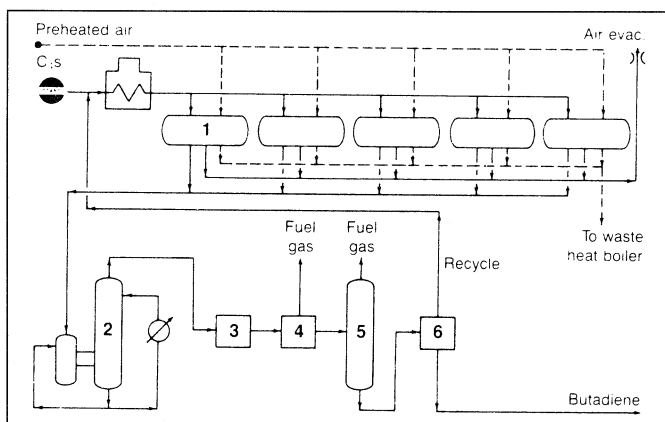 Preheated air
Air evac.
1
To waste
heat boiler
Fuel
gas
Fuel
gas
Recycle
2
3
4
5
6
Butadiene